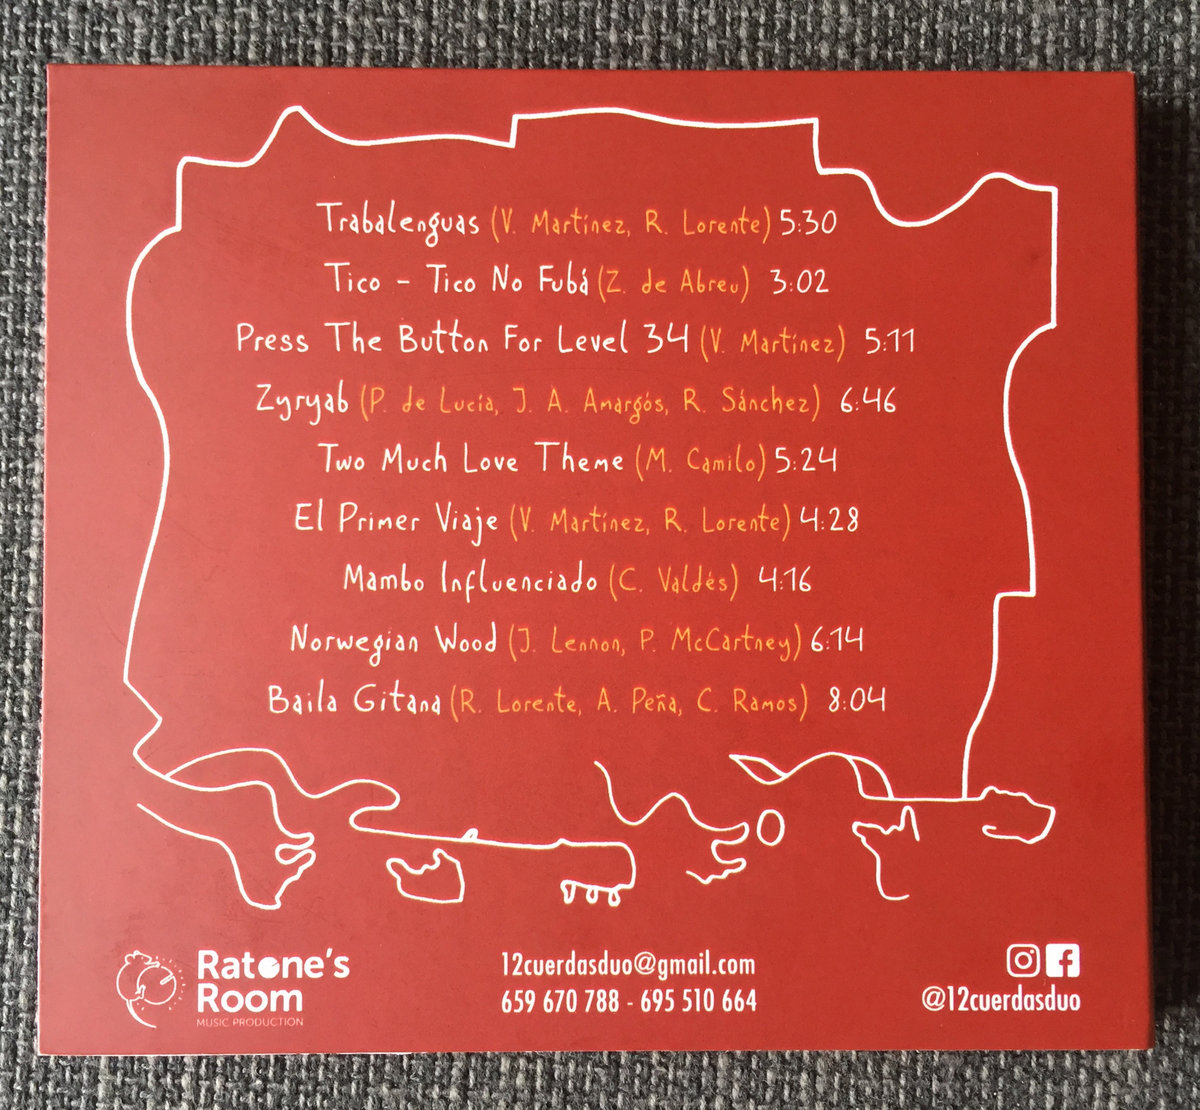 Trabalenguas (V. Martínez, R. Lorente) 5:30
Tico - Tico No Fubá (Z. de Abreu) 3:02
Press The Button For Level 34 (V. Martínez) 5:11
Zyryab (P. de Lucía, J. A. Amargós, R. Sánchez) 6:46
Two Much Love Theme (M. Camilo) 5:24
El Primer Viaje (V. Martínez, R. Lorente) 4:28
Mambo Influenciado (C. Valdés) 4:16
Norwegian Wood (J. Lennon, P. McCartney) 6:14
Baila Gitana (R. Lorente, A. Peña, C. Ramos) 8:04
Ratone's
Room
MUSIC PRODUCTION
12cuerdasduo@gmail.com
659 670 788 - 695 510 664
@12cuerdasduo